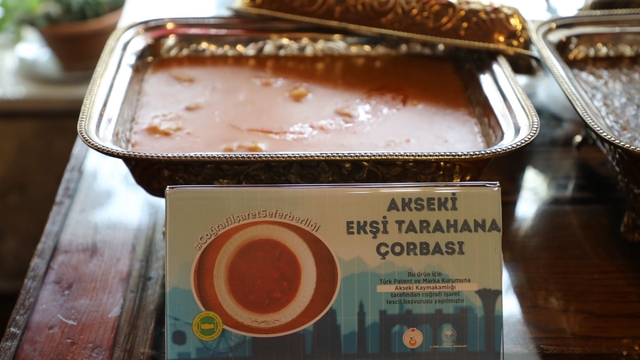 AKSEKİ
EKŞİ TARAHANA
ÇORBASI
#CoğrafiİşaretSeferberliği
Bu ürün için
Türk Patent ve Marka Kurumuna
Akseki Kaymakamlığı
tarafından coğrafi işaret
tescil başvurusu yapılmıştır